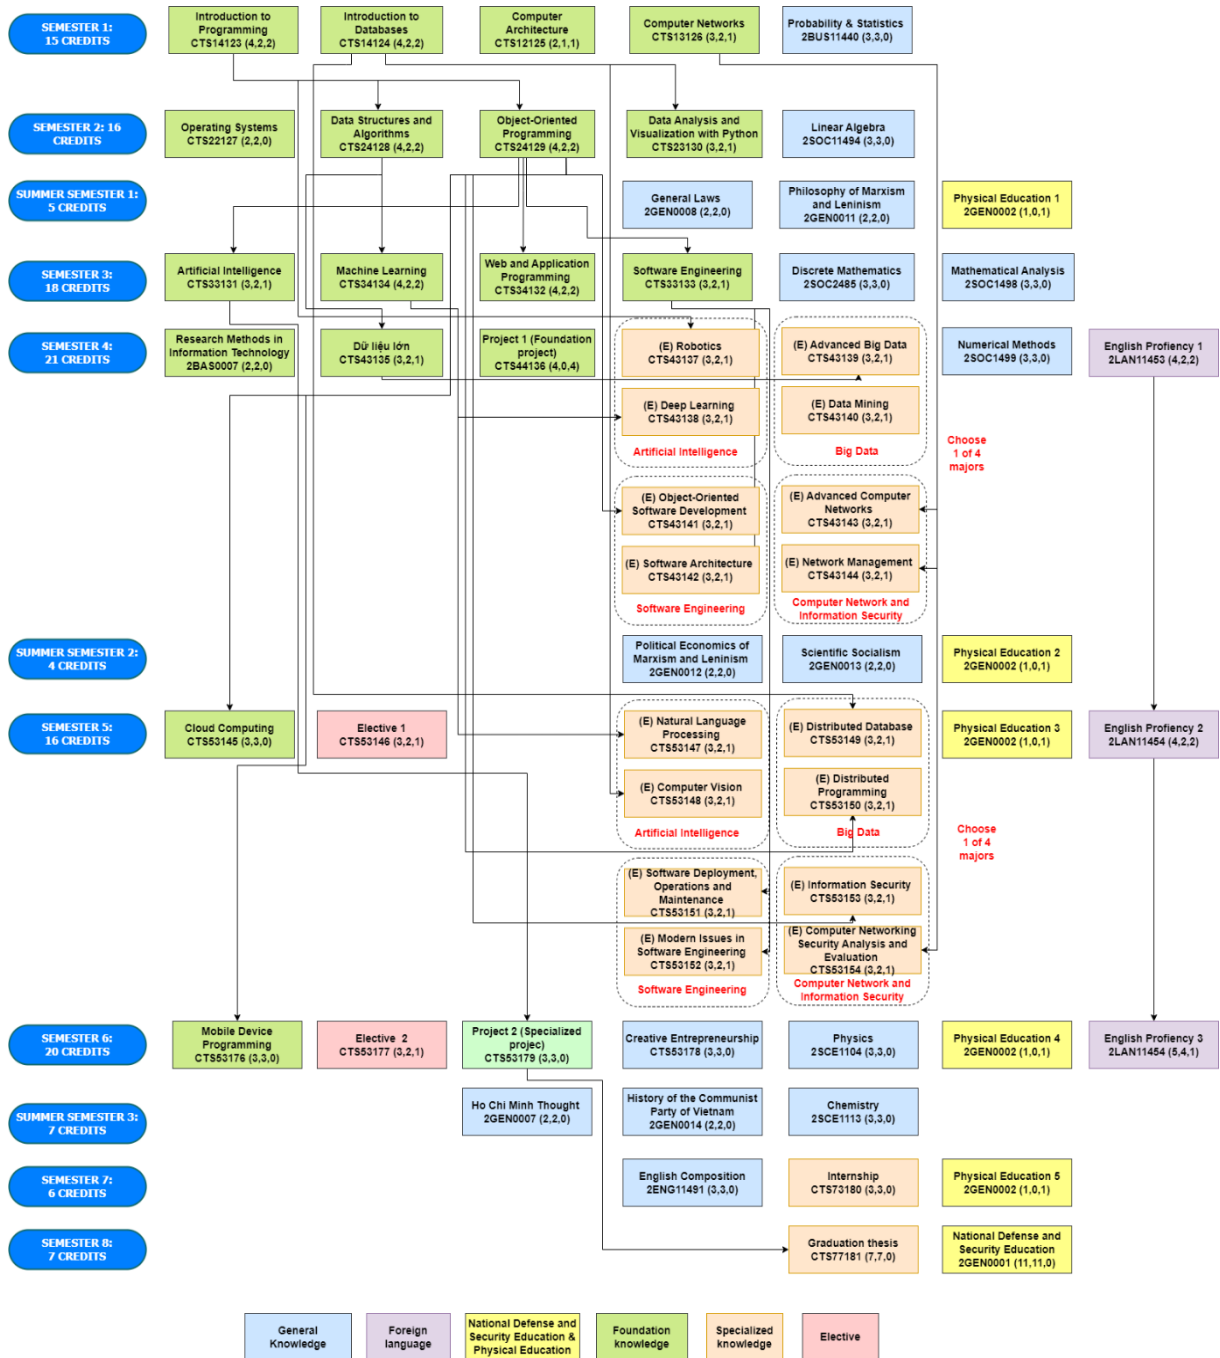 SEMESTER 1:
15 CREDITS
Introduction to
Programming
CTS14123 (4,2,2)
Introduction to
Databases
CTS14124 (4,2,2)
Computer
Architecture
CTS12125 (2,1,1)
Computer Networks
CTS13126 (3,2,1)
Probability & Statistics
2BUS11440 (3,3,0)
SEMESTER 2: 16
CREDITS
Operating Systems
CTS22127 (2,2,0)
Data Structures and
Algorithms
CTS24128 (4,2,2)
Object-Oriented
Programming
CTS24129 (4,2,2)
Data Analysis and
Visualization with Python
CTS23130 (3,2,1)
Linear Algebra
2SOC11494 (3,3,0)
SUMMER SEMESTER 1:
5 CREDITS
General Laws
2GEN0008 (2,2,0)
Philosophy of Marxism
and Leninism
2GEN0011 (2,2,0)
Physical Education 1
2GEN0002 (1,0,1)
SEMESTER 3:
18 CREDITS
Artificial Intelligence
CTS33131 (3,2,1)
Machine Learning
CTS34134 (4,2,2)
Web and Application
Programming
CTS34132 (4,2,2)
Software Engineering
CTS33133 (3,2,1)
Discrete Mathematics
2SOC2485 (3,3,0)
Mathematical Analysis
2SOC1498 (3,3,0)
SEMESTER 4:
21 CREDITS
Research Methods in
Information Technology
2BAS0007 (2,2,0)
Dữ liệu lớn
CTS43135 (3,2,1)
Project 1 (Foundation
project)
CTS44136 (4,0,4)
(E) Robotics
CTS43137 (3,2,1)
(E) Advanced Big Data
CTS43139 (3,2,1)
Numerical Methods
2SOC1499 (3,3,0)
English Profiency 1
2LAN11453 (4,2,2)
(E) Deep Learning
CTS43138 (3,2,1)
(E) Data Mining
CTS43140 (3,2,1)
Artificial Intelligence
Big Data
Choose
1 of 4
majors
(E) Object-Oriented
Software Development
CTS43141 (3,2,1)
(E) Advanced Computer
Networks
CTS43143 (3,2,1)
(E) Software Architecture
CTS43142 (3,2,1)
(E) Network Management
CTS43144 (3,2,1)
Software Engineering
Computer Network and
Information Security
SUMMER SEMESTER 2:
4 CREDITS
Political Economics of
Marxism and Leninism
2GEN0012 (2,2,0)
Scientific Socialism
2GEN0013 (2,2,0)
Physical Education 2
2GEN0002 (1,0,1)
SEMESTER 5:
16 CREDITS
Cloud Computing
CTS53145 (3,3,0)
Elective 1
CTS53146 (3,2,1)
(E) Natural Language
Processing
CTS53147 (3,2,1)
(E) Distributed Database
CTS53149 (3,2,1)
Physical Education 3
2GEN0002 (1,0,1)
English Profiency 2
2LAN11454 (4,2,2)
(E) Computer Vision
CTS53148 (3,2,1)
(E) Distributed
Programming
CTS53150 (3,2,1)
Artificial Intelligence
Big Data
Choose
1 of 4
majors
(E) Software Deployment,
Operations and
Maintenance
CTS53151 (3,2,1)
(E) Information Security
CTS53153 (3,2,1)
(E) Modern Issues in
Software Engineering
CTS53152 (3,2,1)
(E) Computer Networking
Security Analysis and
Evaluation
CTS53154 (3,2,1)
Software Engineering
Computer Network and
Information Security
SEMESTER 6:
20 CREDITS
Mobile Device
Programming
CTS53176 (3,3,0)
Elective 2
CTS53177 (3,2,1)
Project 2 (Specialized
projec)
CTS53179 (3,3,0)
Creative Entrepreneurship
CTS53178 (3,3,0)
Physics
2SCE1104 (3,3,0)
Physical Education 4
2GEN0002 (1,0,1)
English Profiency 3
2LAN11454 (5,4,1)
SUMMER SEMESTER 3:
7 CREDITS
Ho Chi Minh Thought
2GEN0007 (2,2,0)
History of the Communist
Party of Vietnam
2GEN0014 (2,2,0)
Chemistry
2SCE1113 (3,3,0)
SEMESTER 7:
6 CREDITS
English Composition
2ENG11491 (3,3,0)
Internship
CTS73180 (3,3,0)
Physical Education 5
2GEN0002 (1,0,1)
SEMESTER 8:
7 CREDITS
Graduation thesis
CTS77181 (7,7,0)
National Defense and
Security Education
2GEN0001 (11,11,0)
General
Knowledge
Foreign
language
National Defense and
Security Education &
Physical Education
Foundation
knowledge
Specialized
knowledge
Elective